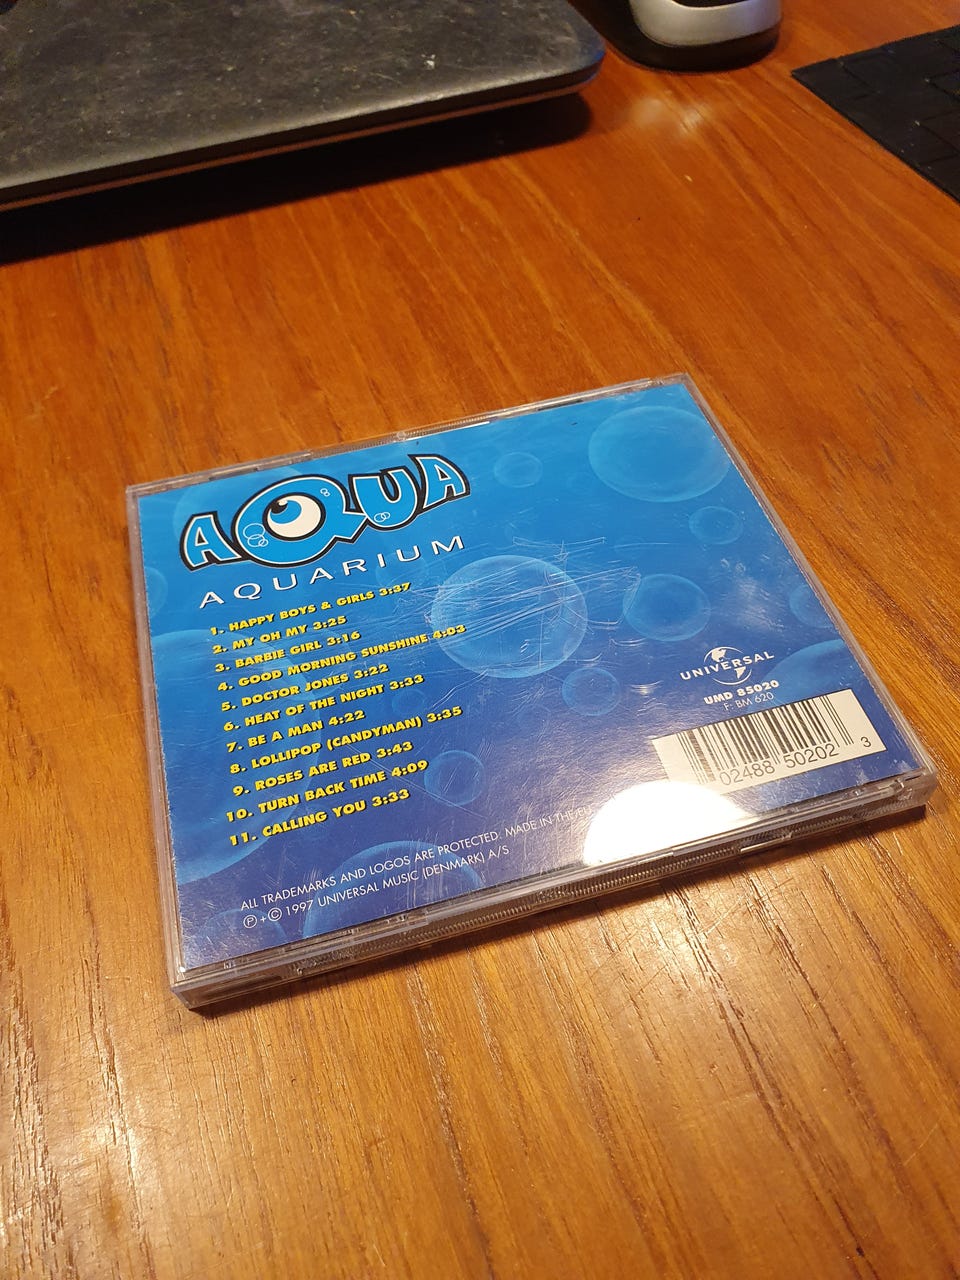 AQUA
AQUARIUM
1. HAPPY BOYS & GIRLS 3:37
2. MY OH MY 3:25
3. BARBIE GIRL 3:16
4. GOOD MORNING SUNSHINE 4:03
5. DOCTOR JONES 3:22
6. HEAT OF THE NIGHT 3:33
7. BE A MAN 4:22
8. LOLLIPOP (CANDYMAN) 3:35
9. ROSES ARE RED 3:43
10. TURN BACK TIME 4:09
11. CALLING YOU 3:33
UNIVERSAL
UMD 85020
F: BM 620
02488 50202 3
ALL TRADEMARKS AND LOGOS ARE PROTECTED. MADE IN THE
℗+© 1997 UNIVERSAL MUSIC (DENMARK) A/S